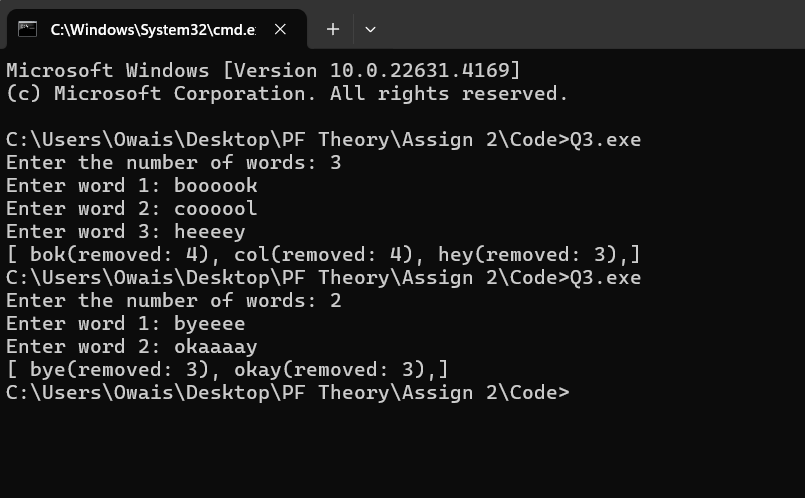 C:\Windows\System32\cmd.e
Microsoft Windows [Version 10.0.22631.4169]
(c) Microsoft Corporation. All rights reserved.
C:\Users\Owais\Desktop\PF Theory\Assign 2\Code>Q3.exe
Enter the number of words: 3
Enter word 1: boooook
Enter word 2: coooool
Enter word 3: heeeey
[ bok(removed: 4), col(removed: 4), hey(removed: 3),]
C:\Users\Owais\Desktop\PF Theory\Assign 2\Code>Q3.exe
Enter the number of words: 2
Enter word 1: byeeee
Enter word 2: okaaaay
[ bye(removed: 3), okay(removed: 3),]
C:\Users\Owais\Desktop\PF Theory\Assign 2\Code>